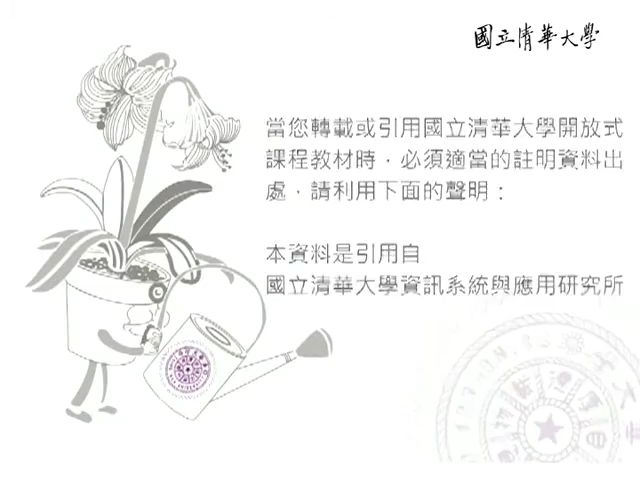 國立清華大學
當您轉載或引用國立清華大學開放式
課程教材時，必須適當的註明資料出
處，請利用下面的聲明：
本資料是引用自
國立清華大學資訊系統與應用研究所